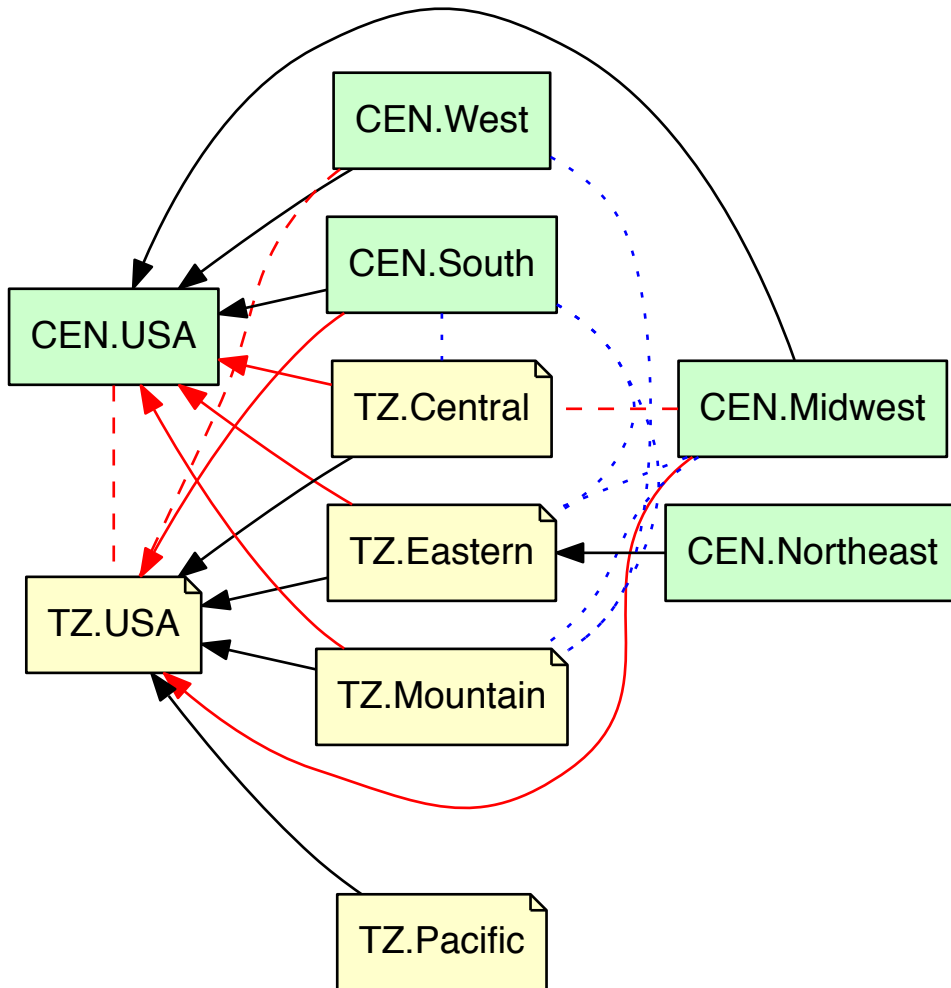 CEN.West
CEN.South
CEN.USA
TZ.Central
CEN.Midwest
TZ.Eastern
CEN.Northeast
TZ.USA
TZ.Mountain
TZ.Pacific